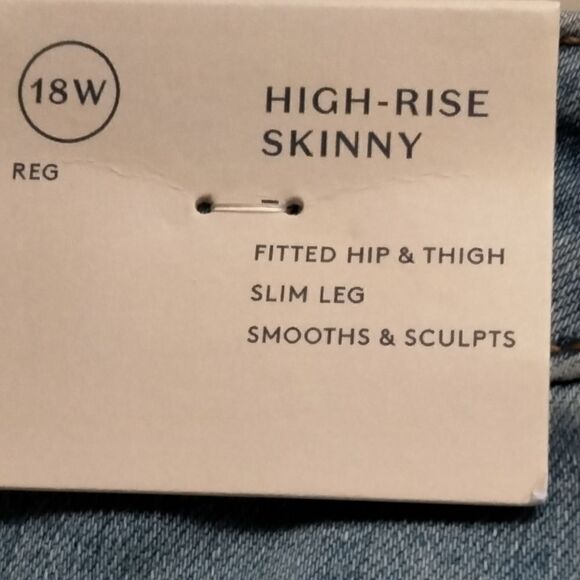 18W
REG
HIGH-RISE
SKINNY
FITTED HIP & THIGH
SLIM LEG
SMOOTHS & SCULPTS